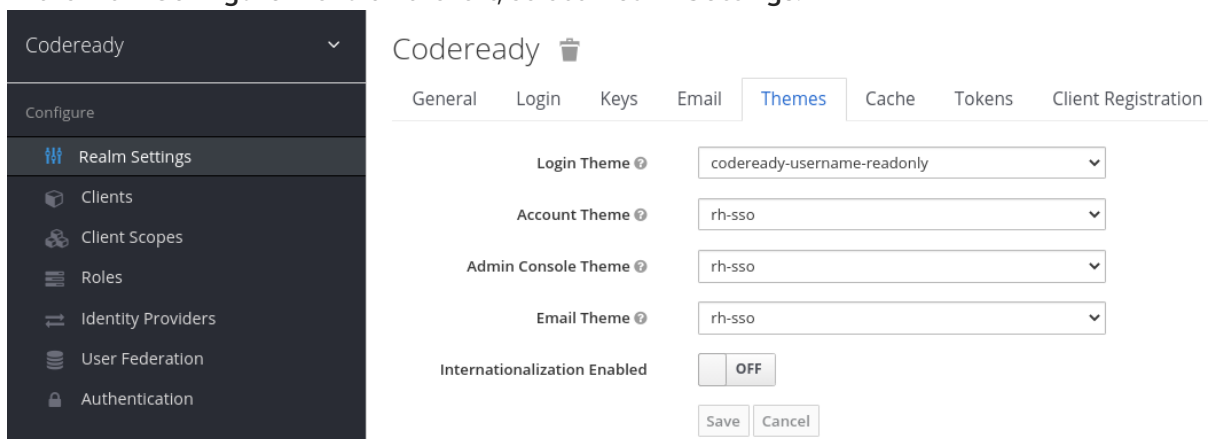 Codeready
Configure
Realm Settings
Clients
Client Scopes
Roles
Identity Providers
User Federation
Authentication
Codeready
General Login Keys Email Themes Cache Tokens Client Registration
Login Theme codeready-username-readonly
Account Theme rh-sso
Admin Console Theme rh-sso
Email Theme rh-sso
Internationalization Enabled OFF
Save Cancel